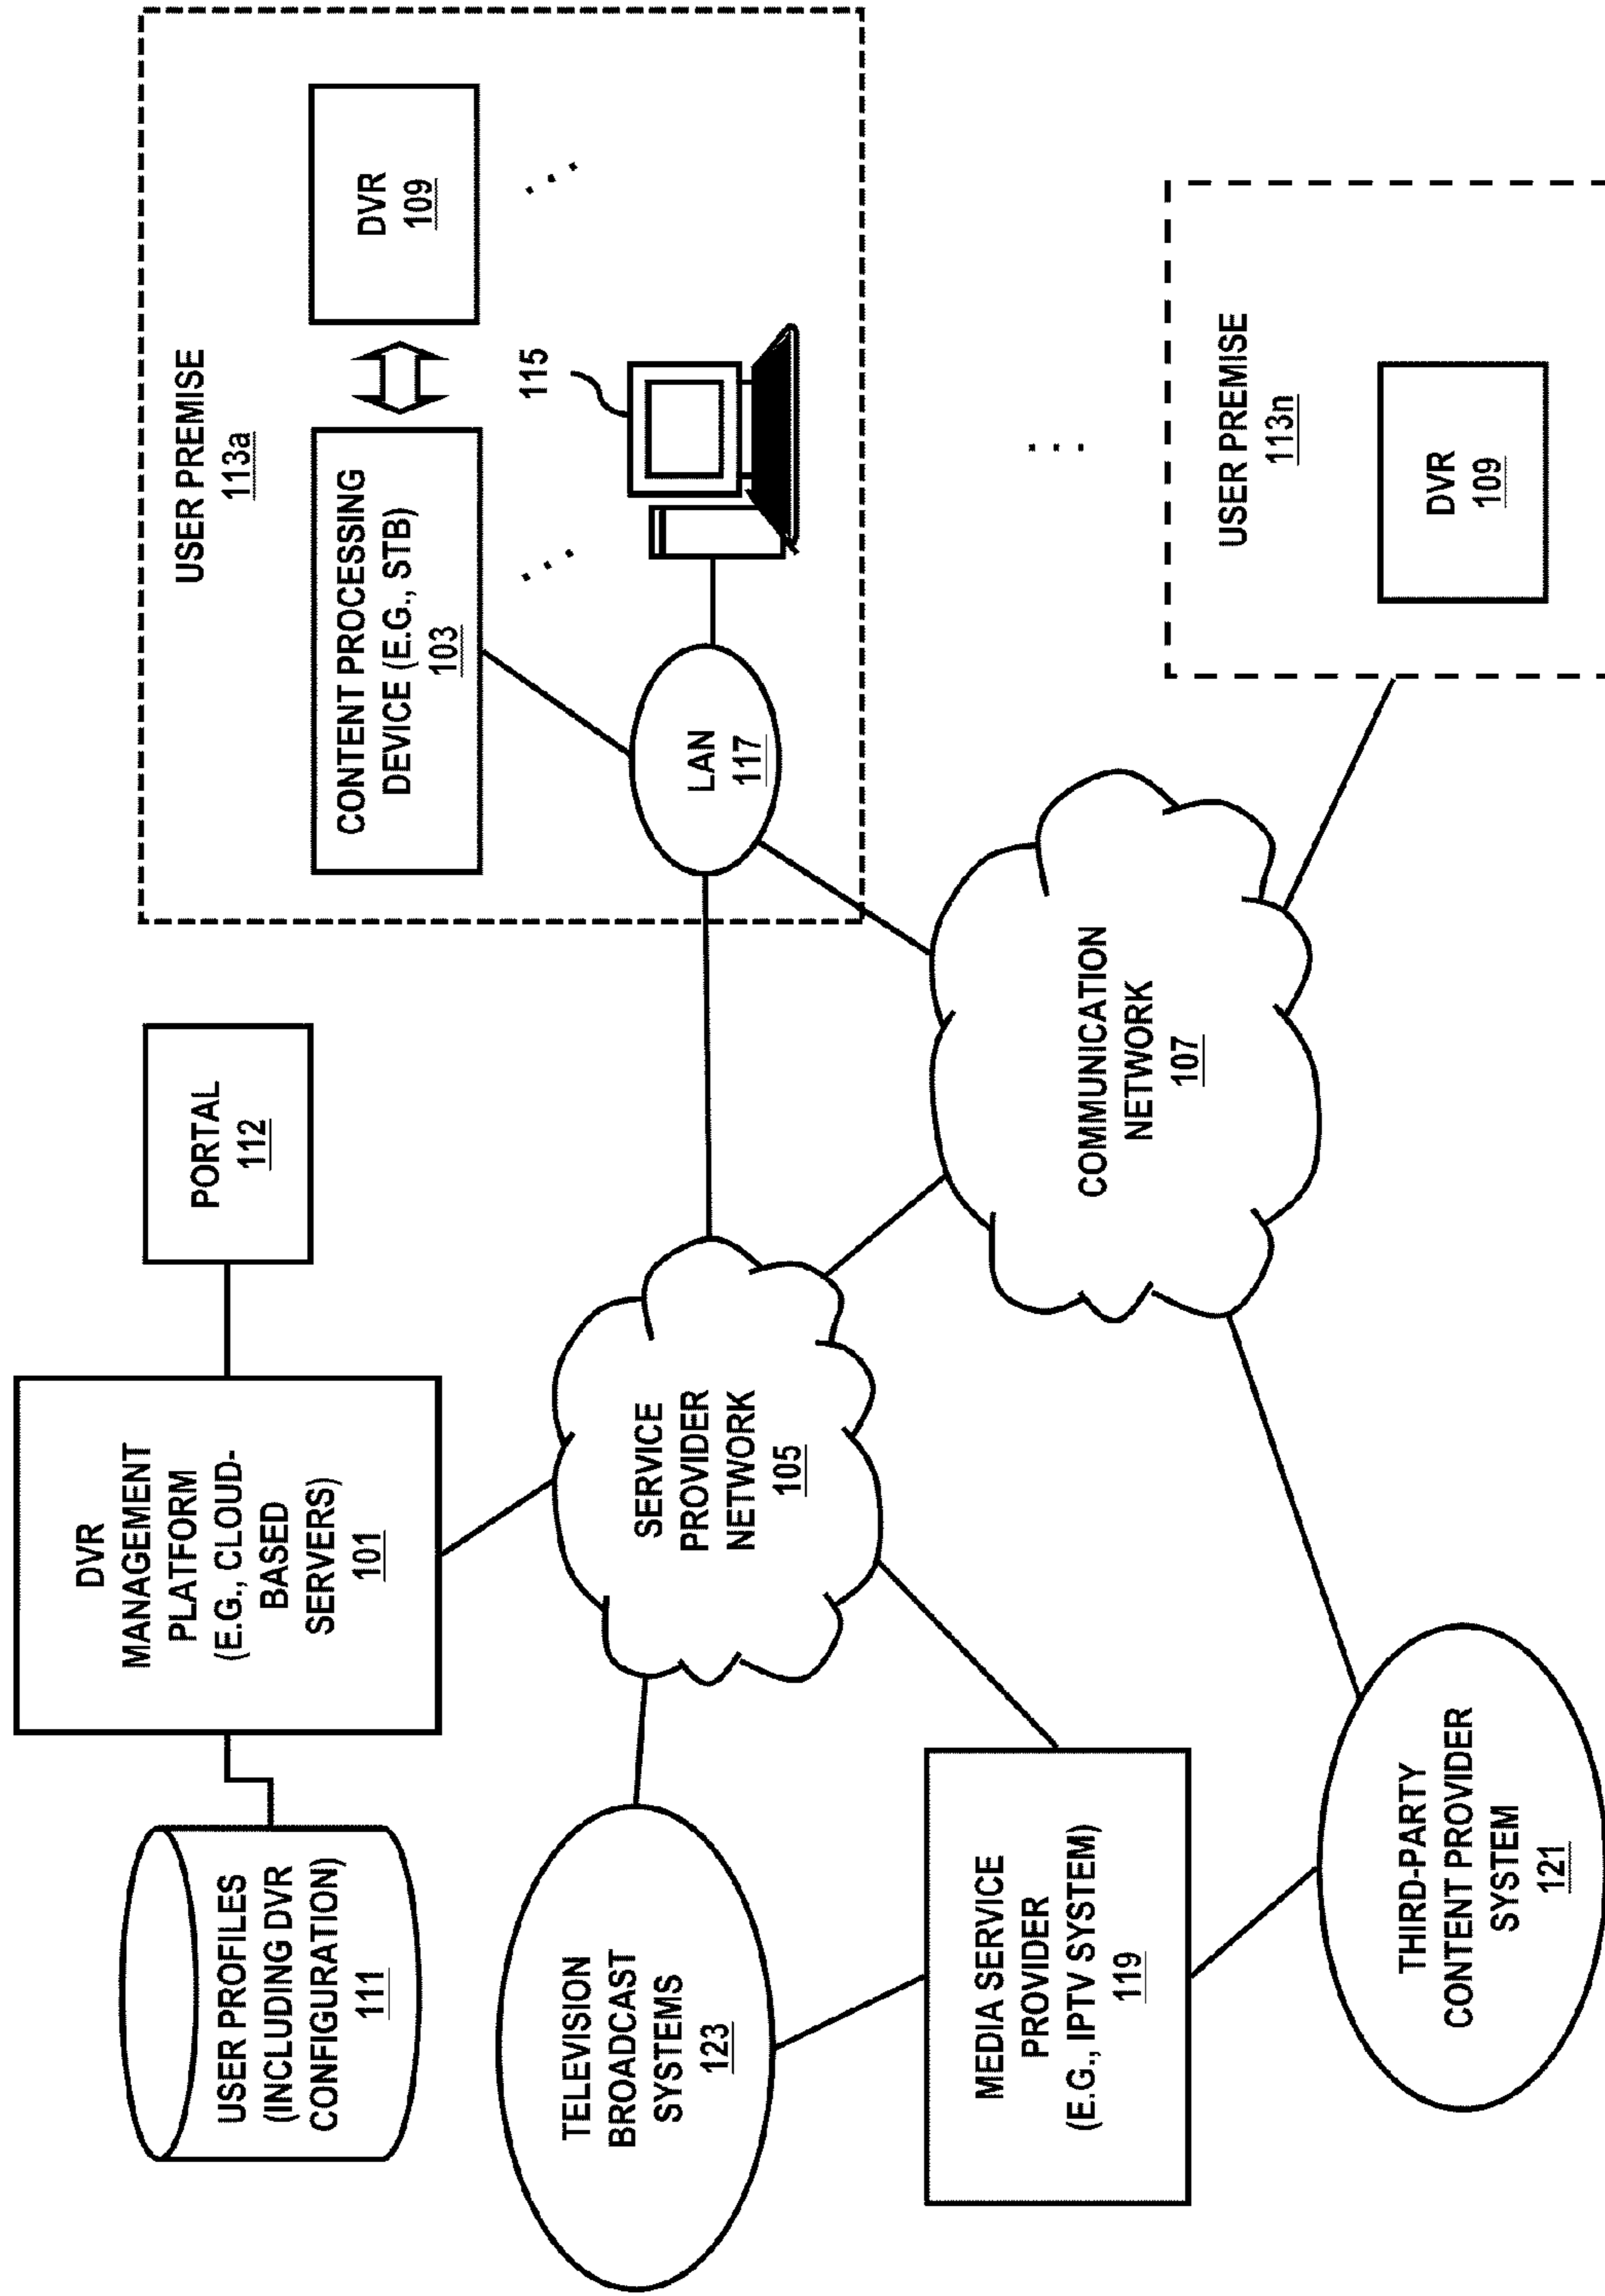 USER PROFILES
(INCLUDING DVR
CONFIGURATION)
111
DVR
MANAGEMENT
PLATFORM
(E.G., CLOUD-
BASED
SERVERS)
101
PORTAL
112
USER PREMISE
113a
CONTENT PROCESSING
DEVICE (E.G., STB)
103
DVR
109
115
LAN
117
TELEVISION
BROADCAST
SYSTEMS
123
SERVICE
PROVIDER
NETWORK
105
MEDIA SERVICE
PROVIDER
(E.G., IPTV SYSTEM)
119
COMMUNICATION
NETWORK
107
THIRD-PARTY
CONTENT PROVIDER
SYSTEM
121
USER PREMISE
113n
DVR
109